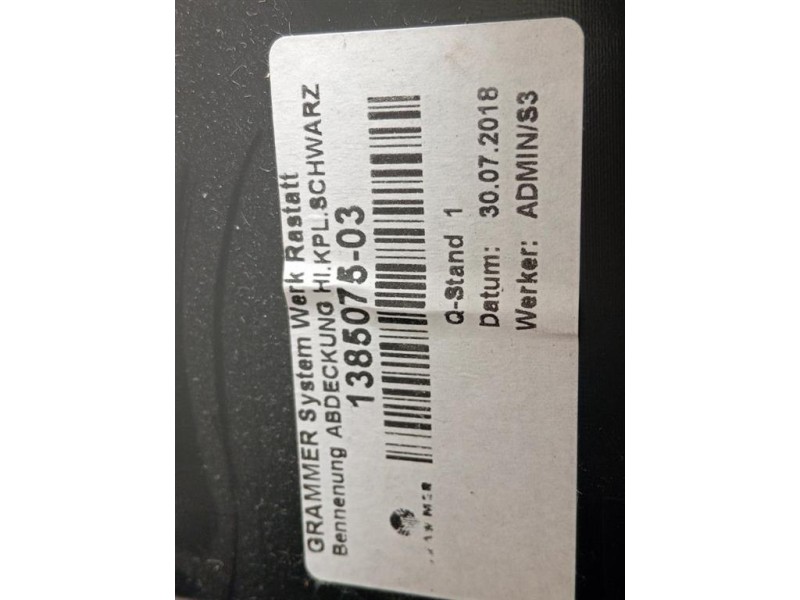 GRAMMER System Werk Rastatt
Bennenung ABDECKUNG HI.KPL.SCHWARZ
1385075-03
Q-Stand 1
Datum: 30.07.2018
Werker: ADMIN/S3